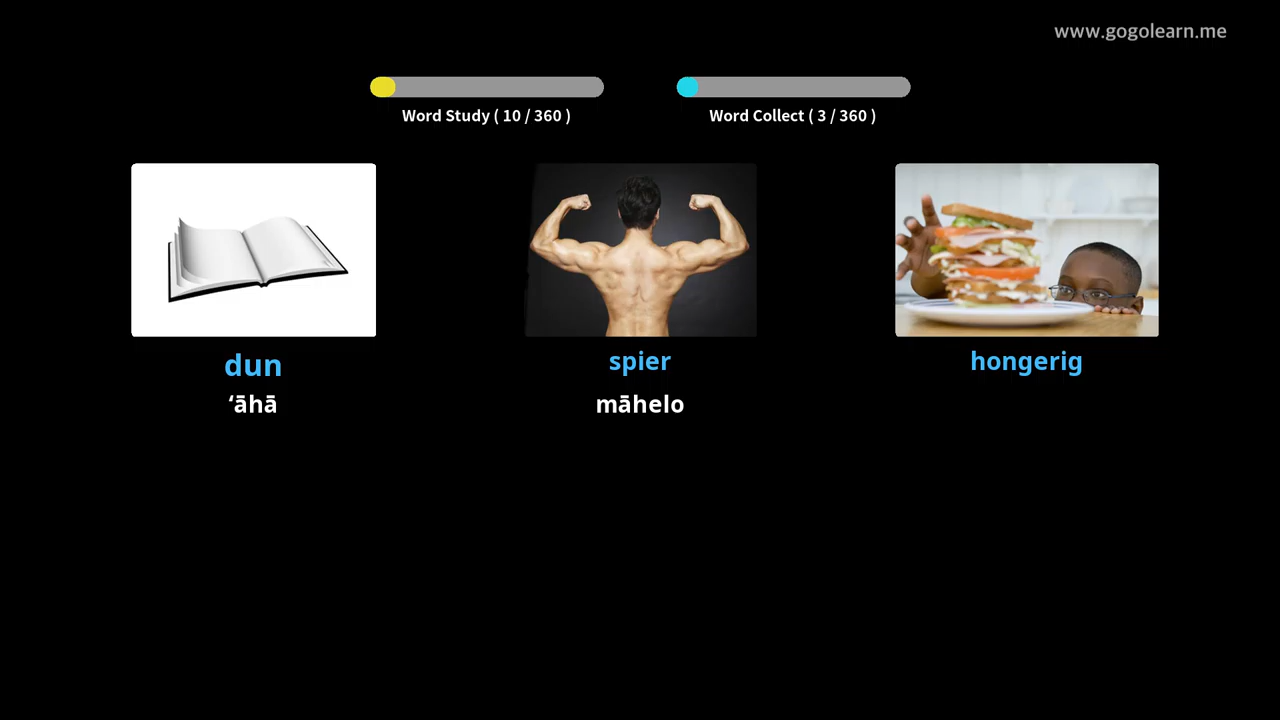 www.gogolearn.me
Word Study ( 10 / 360 )
Word Collect ( 3 / 360 )
dun
spier
hongerig
ʻāhā
māhelo